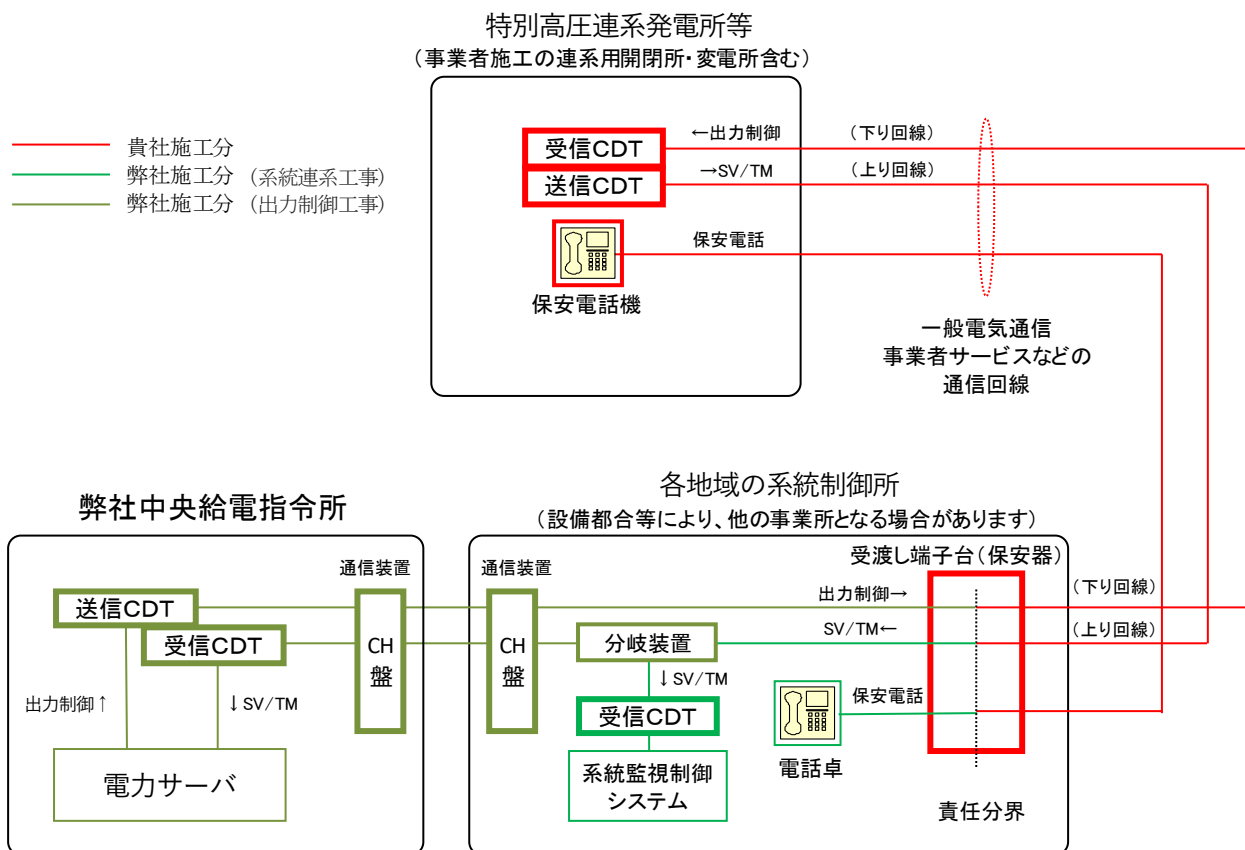 特別高圧連系発電所等
（事業者施工の連系用開閉所・変電所含む）
貴社施工分
弊社施工分（系統連系工事）
弊社施工分（出力制御工事）
受信CDT
←出力制御
（下り回線）
送信CDT
→SV/TM
（上り回線）
保安電話
保安電話機
一般電気通信
事業者サービスなどの
通信回線
弊社中央給電指令所
各地域の系統制御所
（設備都合等により、他の事業所となる場合があります）
通信装置
通信装置
受渡し端子台（保安器）
送信CDT
受信CDT
CH
盤
CH
盤
出力制御→
（下り回線）
分岐装置
SV/TM←
（上り回線）
出力制御↑
↓SV/TM
↓SV/TM
受信CDT
保安電話
電力サーバ
系統監視制御
システム
電話卓
責任分界